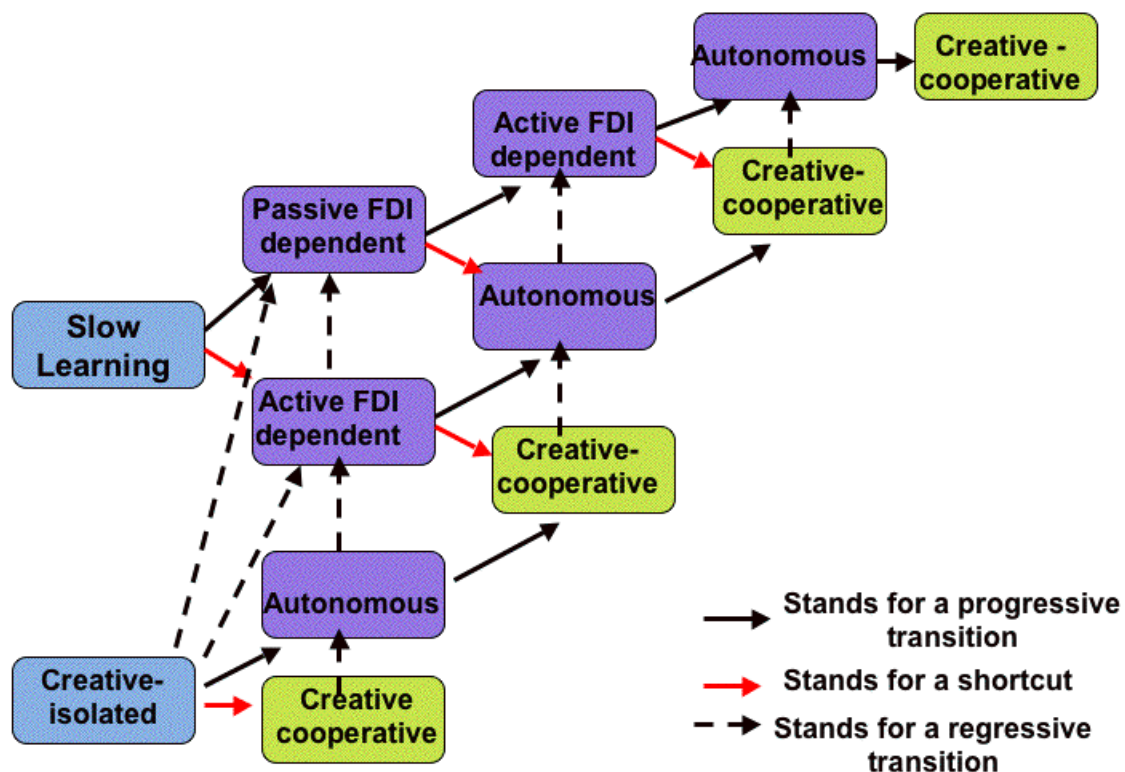 Autonomous
Creative -
cooperative
Active FDI
dependent
Creative-
cooperative
Passive FDI
dependent
Autonomous
Slow
Learning
Active FDI
dependent
Creative-
cooperative
Autonomous
Creative-
isolated
Creative
cooperative
Stands for a progressive
transition
Stands for a shortcut
Stands for a regressive
transition